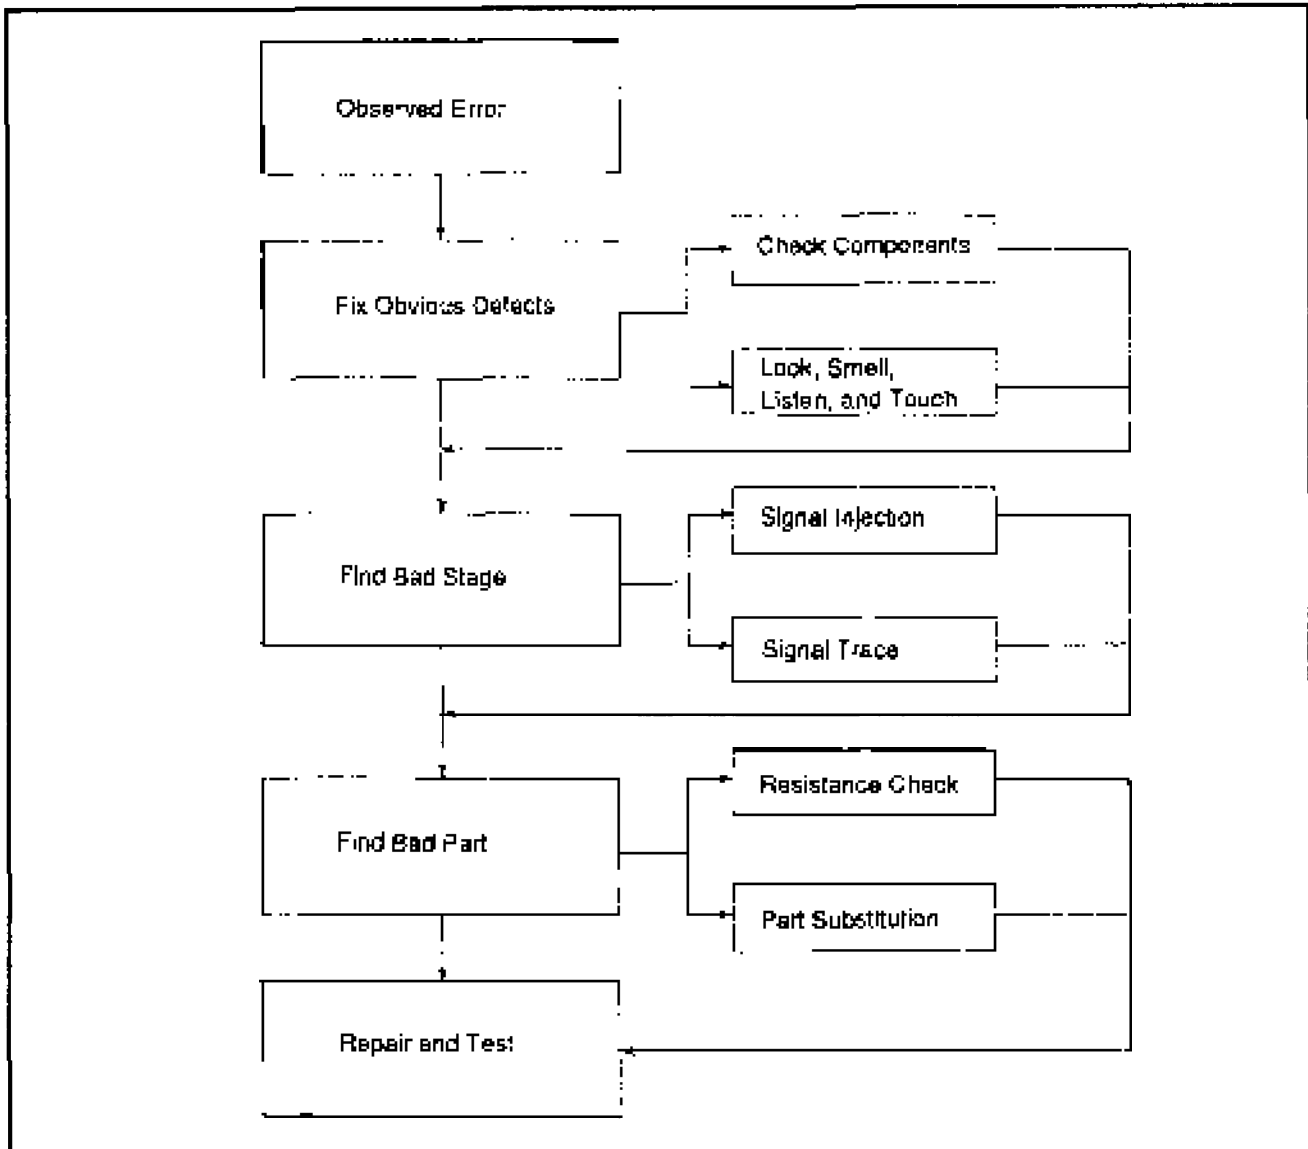 Observed Error
Fix Obvious Defects
Check Components
Look, Smell,
Listen, and Touch
Find Bad Stage
Signal Injection
Signal Trace
Find Bad Part
Resistance Check
Part Substitution
Repair and Test